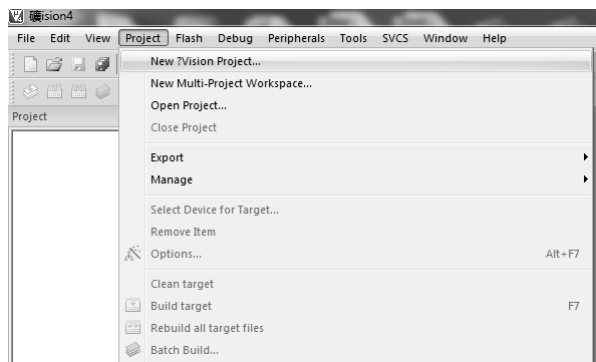 礦ision4
File Edit View Project Flash Debug Peripherals Tools SVCS Window Help
New ?Vision Project...
New Multi-Project Workspace...
Open Project...
Project
Close Project
Export
Manage
Select Device for Target...
Remove Item
Options... Alt+F7
Clean target
Build target F7
Rebuild all target files
Batch Build...